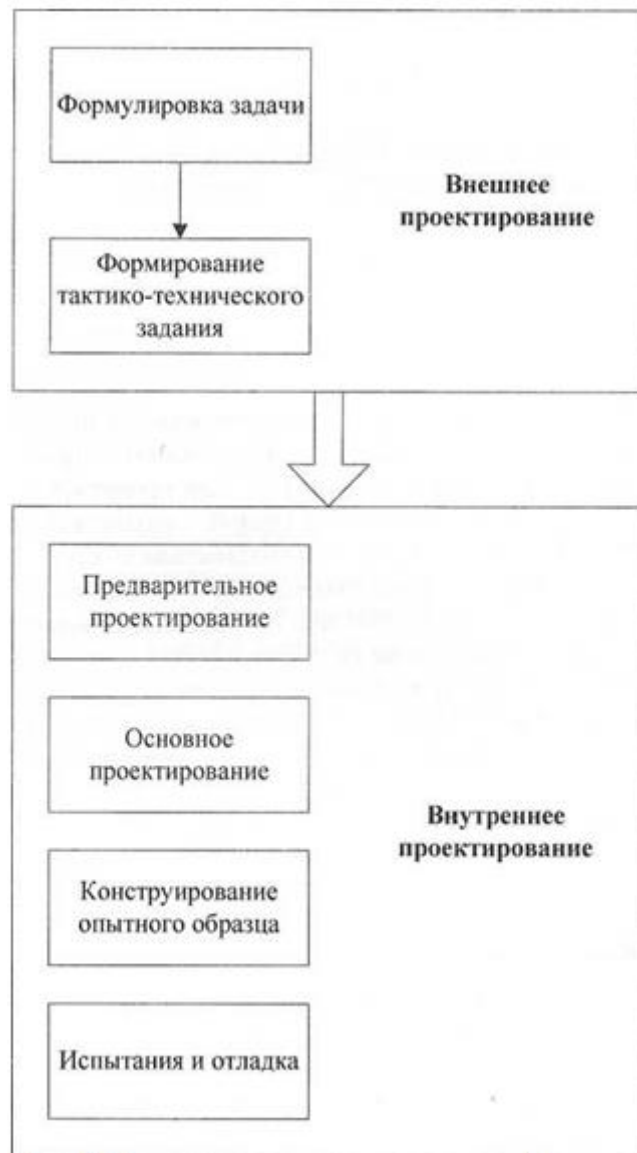 Формулировка задачи
Внешнее
проектирование
Формирование
тактико-технического
задания
Предварительное
проектирование
Основное
проектирование
Внутреннее
проектирование
Конструирование
опытного образца
Испытания и отладка